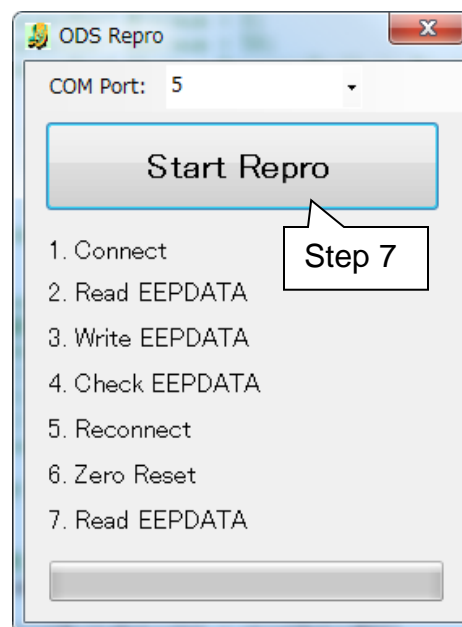 ODS Repro
COM Port: 5
Start Repro
Step 7
1. Connect
2. Read EEPDATA
3. Write EEPDATA
4. Check EEPDATA
5. Reconnect
6. Zero Reset
7. Read EEPDATA